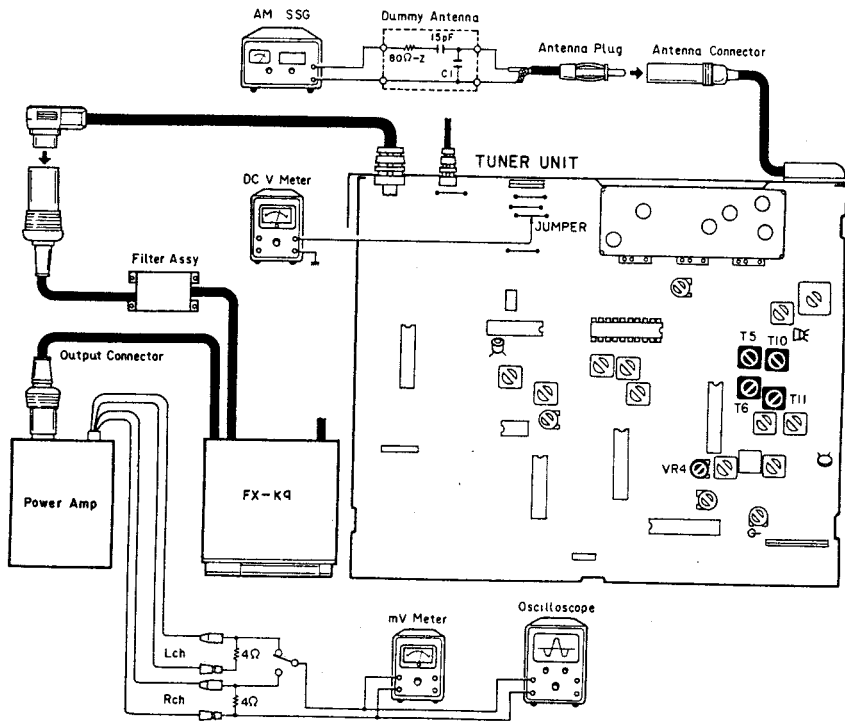 AM SSG
Dummy Antenna
15pF
80Ω-Z
C1
Antenna Plug
Antenna Connector
TUNER UNIT
DC V Meter
JUMPER
Filter Assy
Output Connector
T5
T10
T6
T11
VR4
Power Amp
FX-K9
mV Meter
Oscilloscope
Lch
4Ω
Rch
4Ω